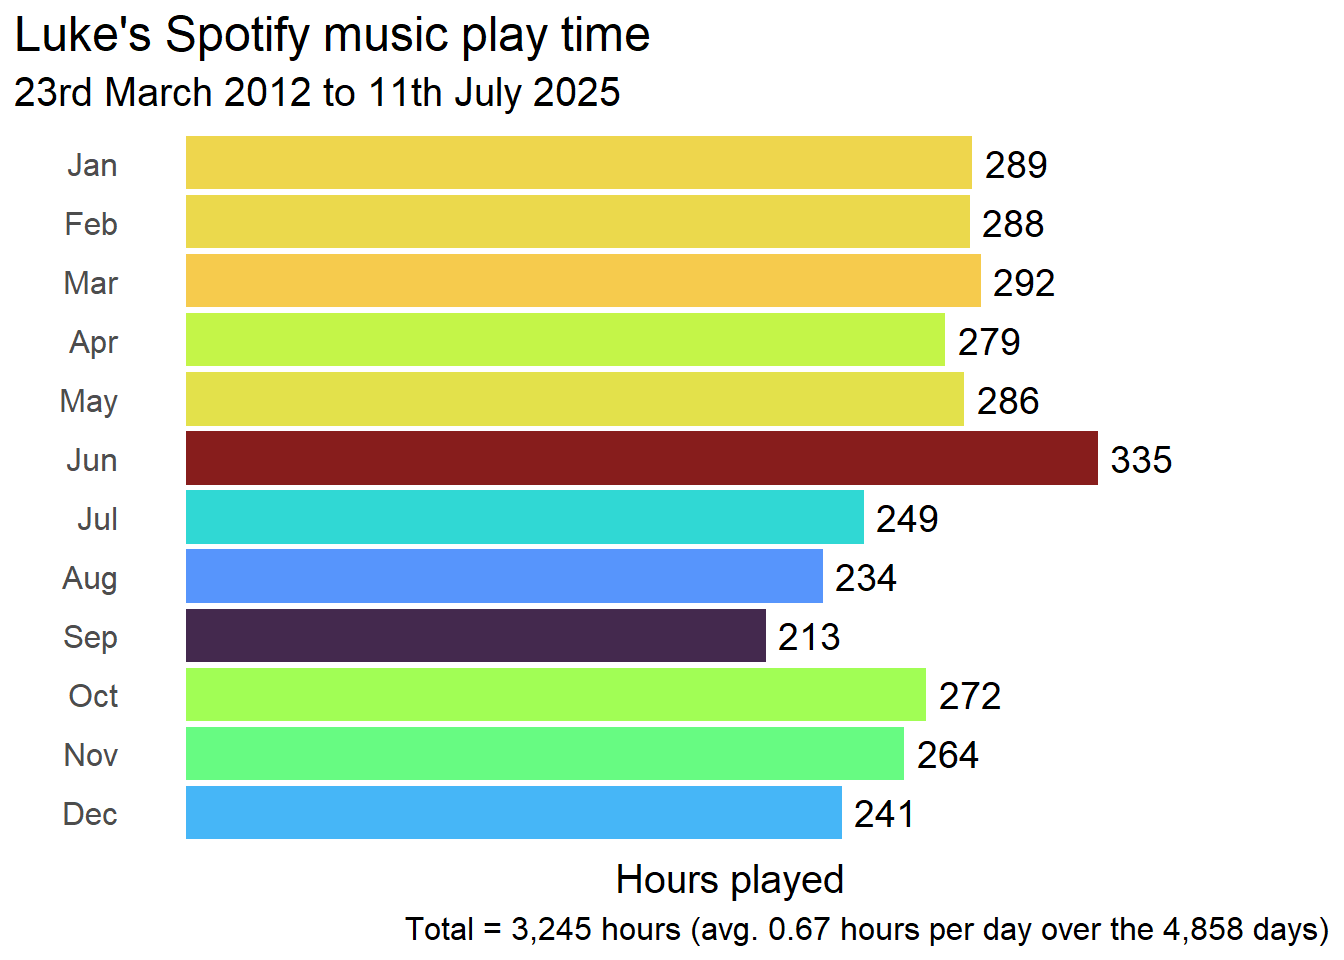 Luke's Spotify music play time
23rd March 2012 to 11th July 2025
Jan 289
Feb 288
Mar 292
Apr 279
May 286
Jun 335
Jul 249
Aug 234
Sep 213
Oct 272
Nov 264
Dec 241
Hours played
Total = 3,245 hours (avg. 0.67 hours per day over the 4,858 days)